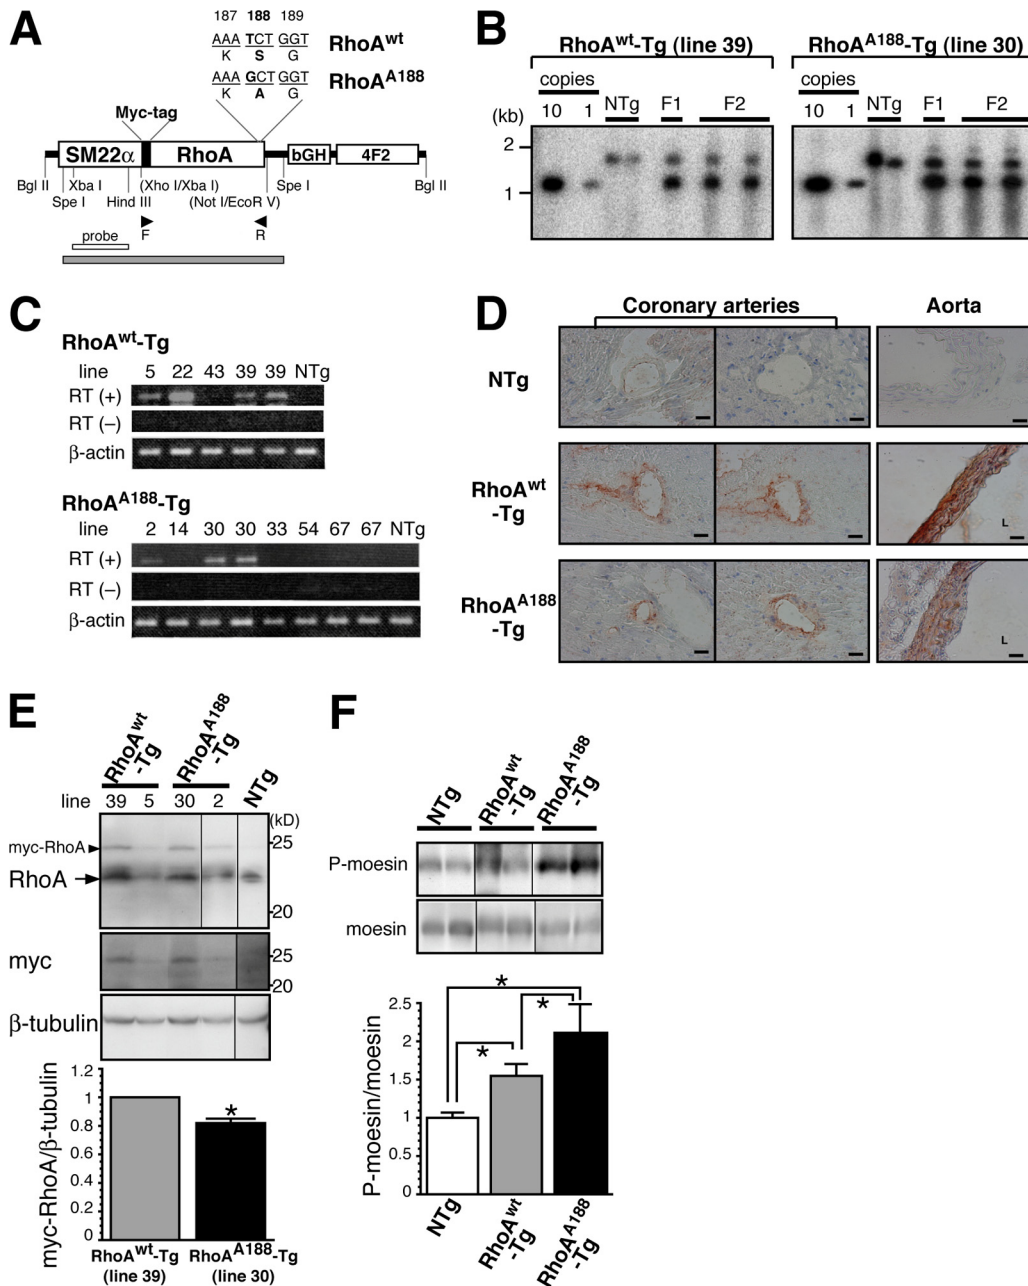 A
187 188 189
AAA TCT GGT RhoAwt
K S G
AAA GCT GGT RhoAA188
K A G
Myc-tag
SM22α RhoA bGH 4F2
Bgl II Xba I (Xho I/Xba I) Spe I Bgl II
Spe I Hind III (Not I/EcoR V)
F R
probe
B
RhoAwt-Tg (line 39) RhoAA188-Tg (line 30)
copies copies
10 1 NTg F1 F2 10 1 NTg F1 F2
(kb)
2
1
C
RhoAwt-Tg
line 5 22 43 39 39 NTg
RT (+)
RT (–)
β-actin
RhoAA188-Tg
line 2 14 30 30 33 54 67 67 NTg
RT (+)
RT (–)
β-actin
D
Coronary arteries Aorta
NTg
RhoAwt
-Tg
L
RhoAA188
-Tg
L
E
RhoAwt
-Tg
RhoAA188
-Tg
NTg
line 39 5 30 2
(kD)
myc-RhoA
25
RhoA
20
myc
25
20
β-tubulin
myc-RhoA/β-tubulin
1.2
1
0.8
0.6
0.4
0.2
0
*
RhoAwt-Tg RhoAA188-Tg
(line 39) (line 30)
F
NTg
RhoAwt
-Tg
RhoAA188
-Tg
P-moesin
moesin
P-moesin/moesin
2.5
2
1.5
1
0.5
0
*
*
*
NTg
RhoAwt
-Tg
RhoAA188
-Tg